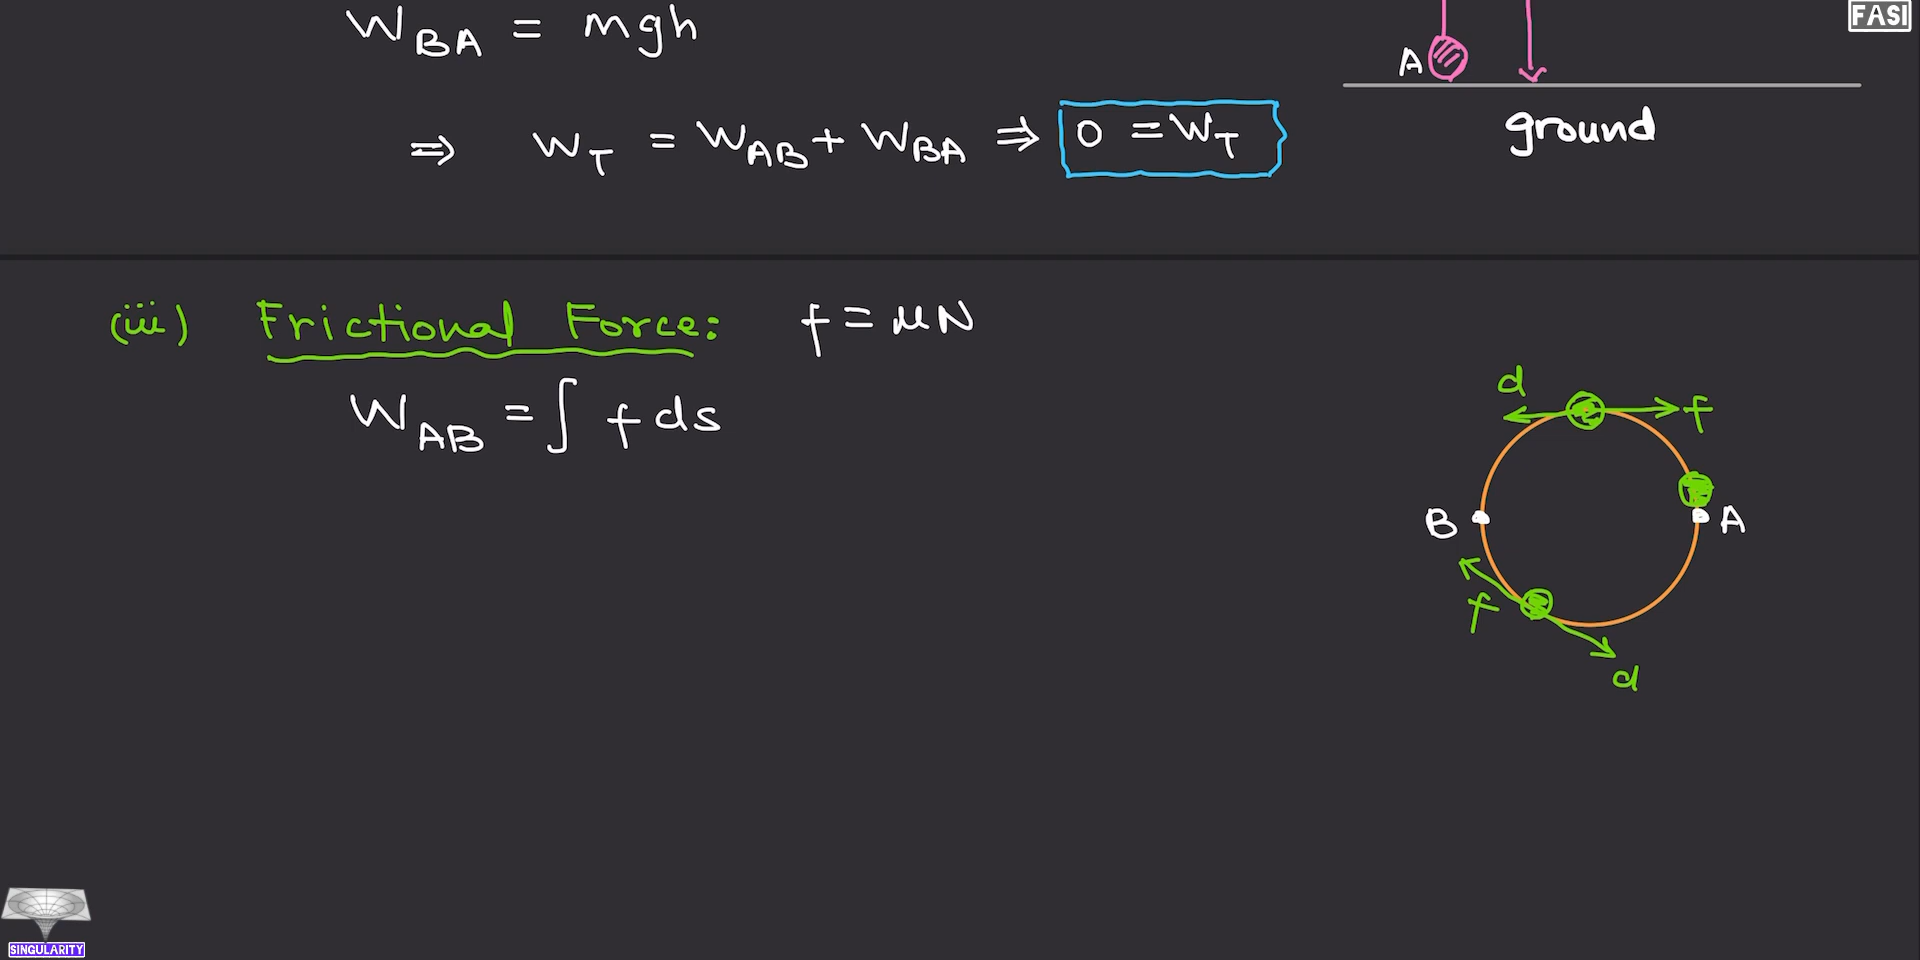 W_BA = mgh
FASI
A
⇒ W_T = W_AB + W_BA ⇒ 0 = W_T
ground
(iii) Frictional Force: f = μN
W_AB = ∫ f ds
d
f
B
A
f
d
SINGULARITY